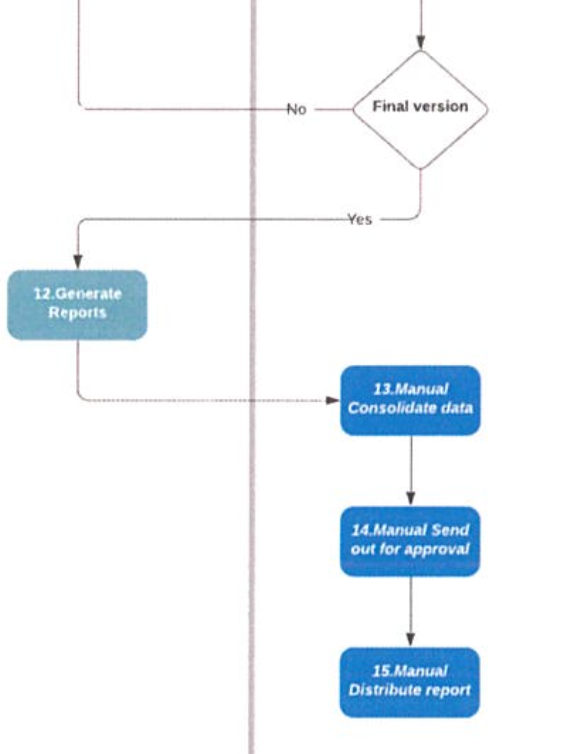 Final version
No
Yes
12.Generate
Reports
13.Manual
Consolidate data
14.Manual Send
out for approval
15.Manual
Distribute report